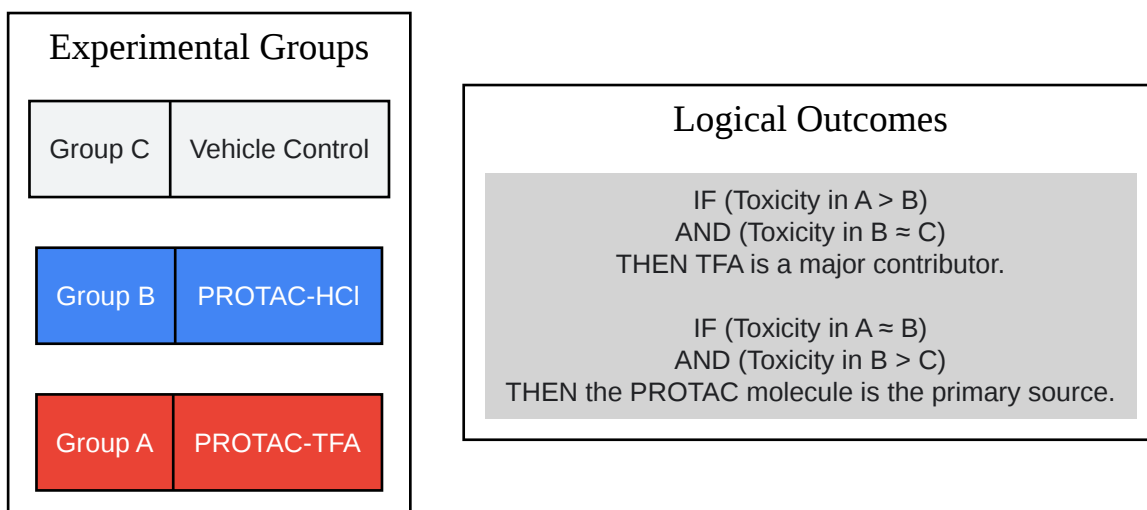 Experimental Groups
Group C Vehicle Control
Group B PROTAC-HCl
Group A PROTAC-TFA
Logical Outcomes
IF (Toxicity in A > B)
AND (Toxicity in B ≈ C)
THEN TFA is a major contributor.
IF (Toxicity in A ≈ B)
AND (Toxicity in B > C)
THEN the PROTAC molecule is the primary source.